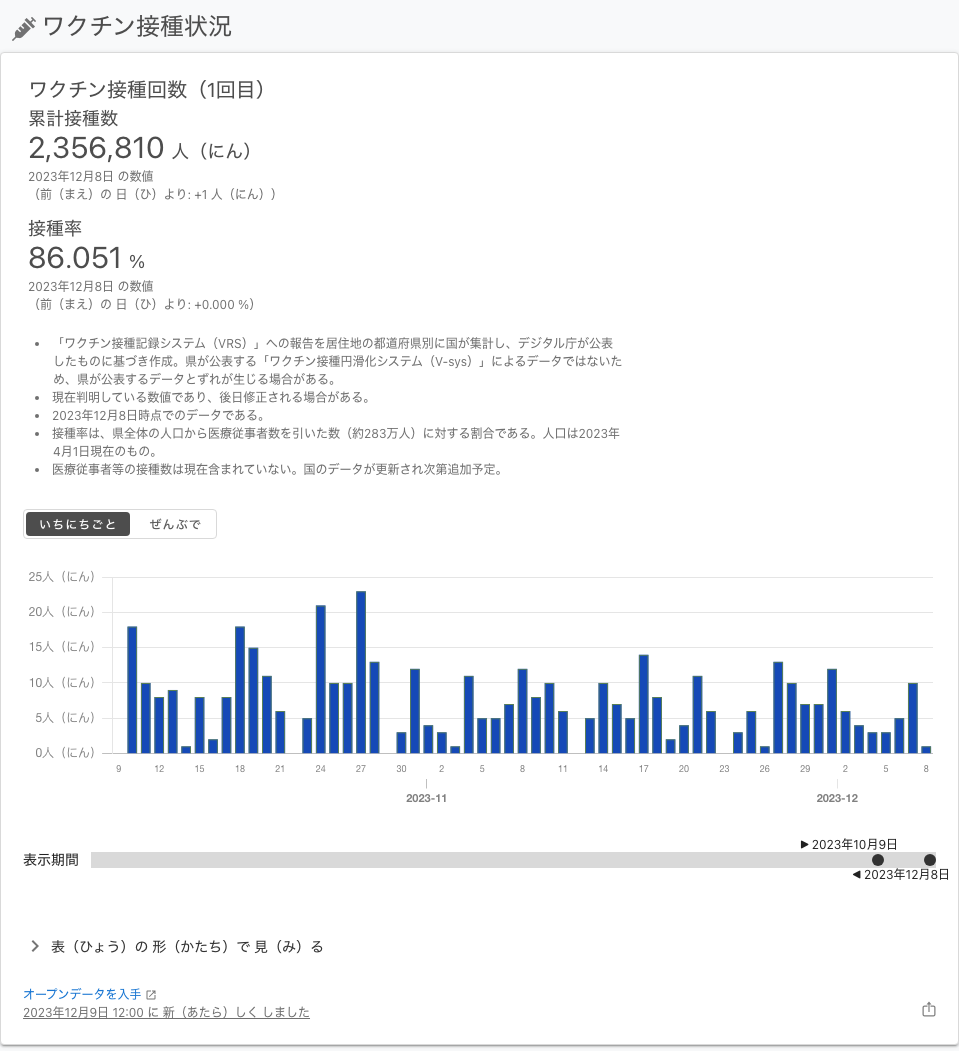 ワクチン接種状況
ワクチン接種回数（1回目）
累計接種数
2,356,810 人（にん）
2023年12月8日 の数値
（前（まえ）の 日（ひ）より: +1 人（にん））
接種率
86.051 %
2023年12月8日 の数値
（前（まえ）の 日（ひ）より: +0.000 %）
• 「ワクチン接種記録システム（VRS）」への報告を居住地の都道府県別に国が集計し、デジタル庁が公表
したものに基づき作成。県が公表する「ワクチン接種円滑化システム（V-sys）」によるデータではないた
め、県が公表するデータとずれが生じる場合がある。
• 現在判明している数値であり、後日修正される場合がある。
• 2023年12月8日時点でのデータである。
• 接種率は、県全体の人口から医療従事者数を引いた数（約283万人）に対する割合である。人口は2023年
4月1日現在のもの。
• 医療従事者等の接種数は現在含まれていない。国のデータが更新され次第追加予定。
いちにちごと ぜんぶで
25人（にん）
20人（にん）
15人（にん）
10人（にん）
5人（にん）
0人（にん）
9 12 15 18 21 24 27 30 2 5 8 11 14 17 20 23 26 29 2 5 8
2023-11 2023-12
▶ 2023年10月9日
表示期間
◀ 2023年12月8日
表（ひょう）の 形（かたち）で 見（み）る
オープンデータを入手
2023年12月9日 12:00 に 新（あたら）しく しました